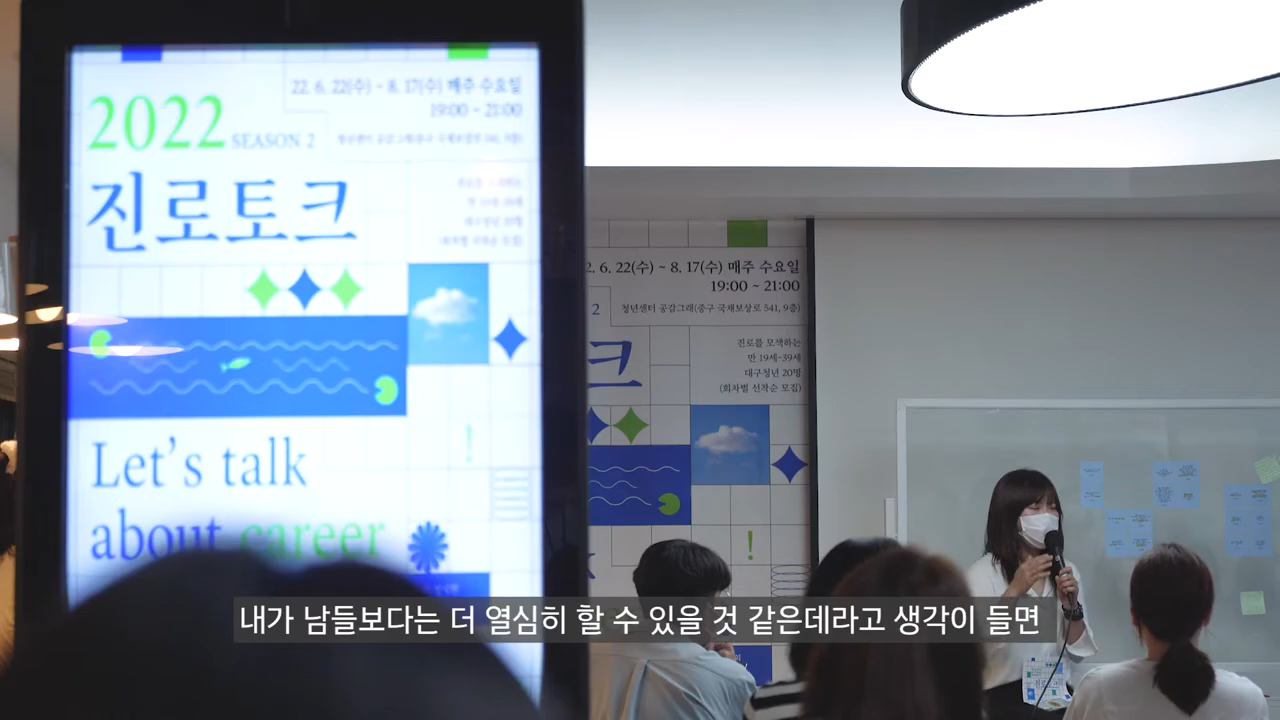 22. 6. 22(수) ~ 8. 17(수) 매주 수요일
19:00 ~ 21:00
2022 SEASON 2
진로토크
Let's talk
about career
2. 6. 22(수) ~ 8. 17(수) 매주 수요일
19:00 ~ 21:00
2
청년센터 공감그래(중구 국채보상로 541, 9층)
진로를 모색하는
만 19세-39세
대구청년 20명
(회차별 선착순 모집)
크
!
내가 남들보다는 더 열심히 할 수 있을 것 같은데라고 생각이 들면
진로토크